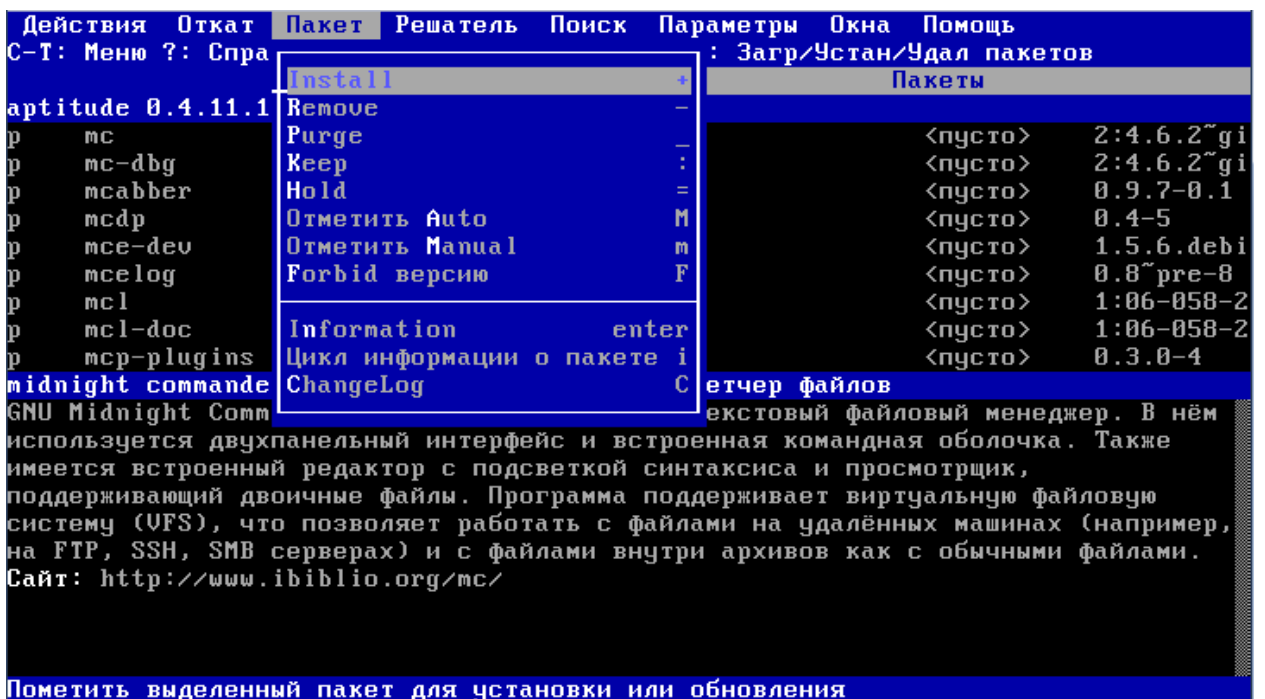 Действия Откат Пакет Решатель Поиск Параметры Окна Помощь
C-T: Меню ?: Спра : Загр/Устан/Удал пакетов
Install + Пакеты
aptitude 0.4.11.1 Remove -
p mc Purge _ <пусто> 2:4.6.2~gi
p mc-dbg Keep : <пусто> 2:4.6.2~gi
p mcabber Hold = <пусто> 0.9.7-0.1
p mcdp Отметить Auto M <пусто> 0.4-5
p mce-dev Отметить Manual m <пусто> 1.5.6.debi
p mcelog Forbid версию F <пусто> 0.8~pre-8
p mcl <пусто> 1:06-058-2
p mcl-doc Information enter <пусто> 1:06-058-2
p mcp-plugins Цикл информации о пакете i <пусто> 0.3.0-4
midnight commande ChangeLog C етчер файлов
GNU Midnight Comm екстовый файловый менеджер. В нём
используется двухпанельный интерфейс и встроенная командная оболочка. Также
имеется встроенный редактор с подсветкой синтаксиса и просмотрщик,
поддерживающий двоичные файлы. Программа поддерживает виртуальную файловую
систему (VFS), что позволяет работать с файлами на удалённых машинах (например,
на FTP, SSH, SMB серверах) и с файлами внутри архивов как с обычными файлами.
Сайт: http://www.ibiblio.org/mc/
Пометить выделенный пакет для установки или обновления